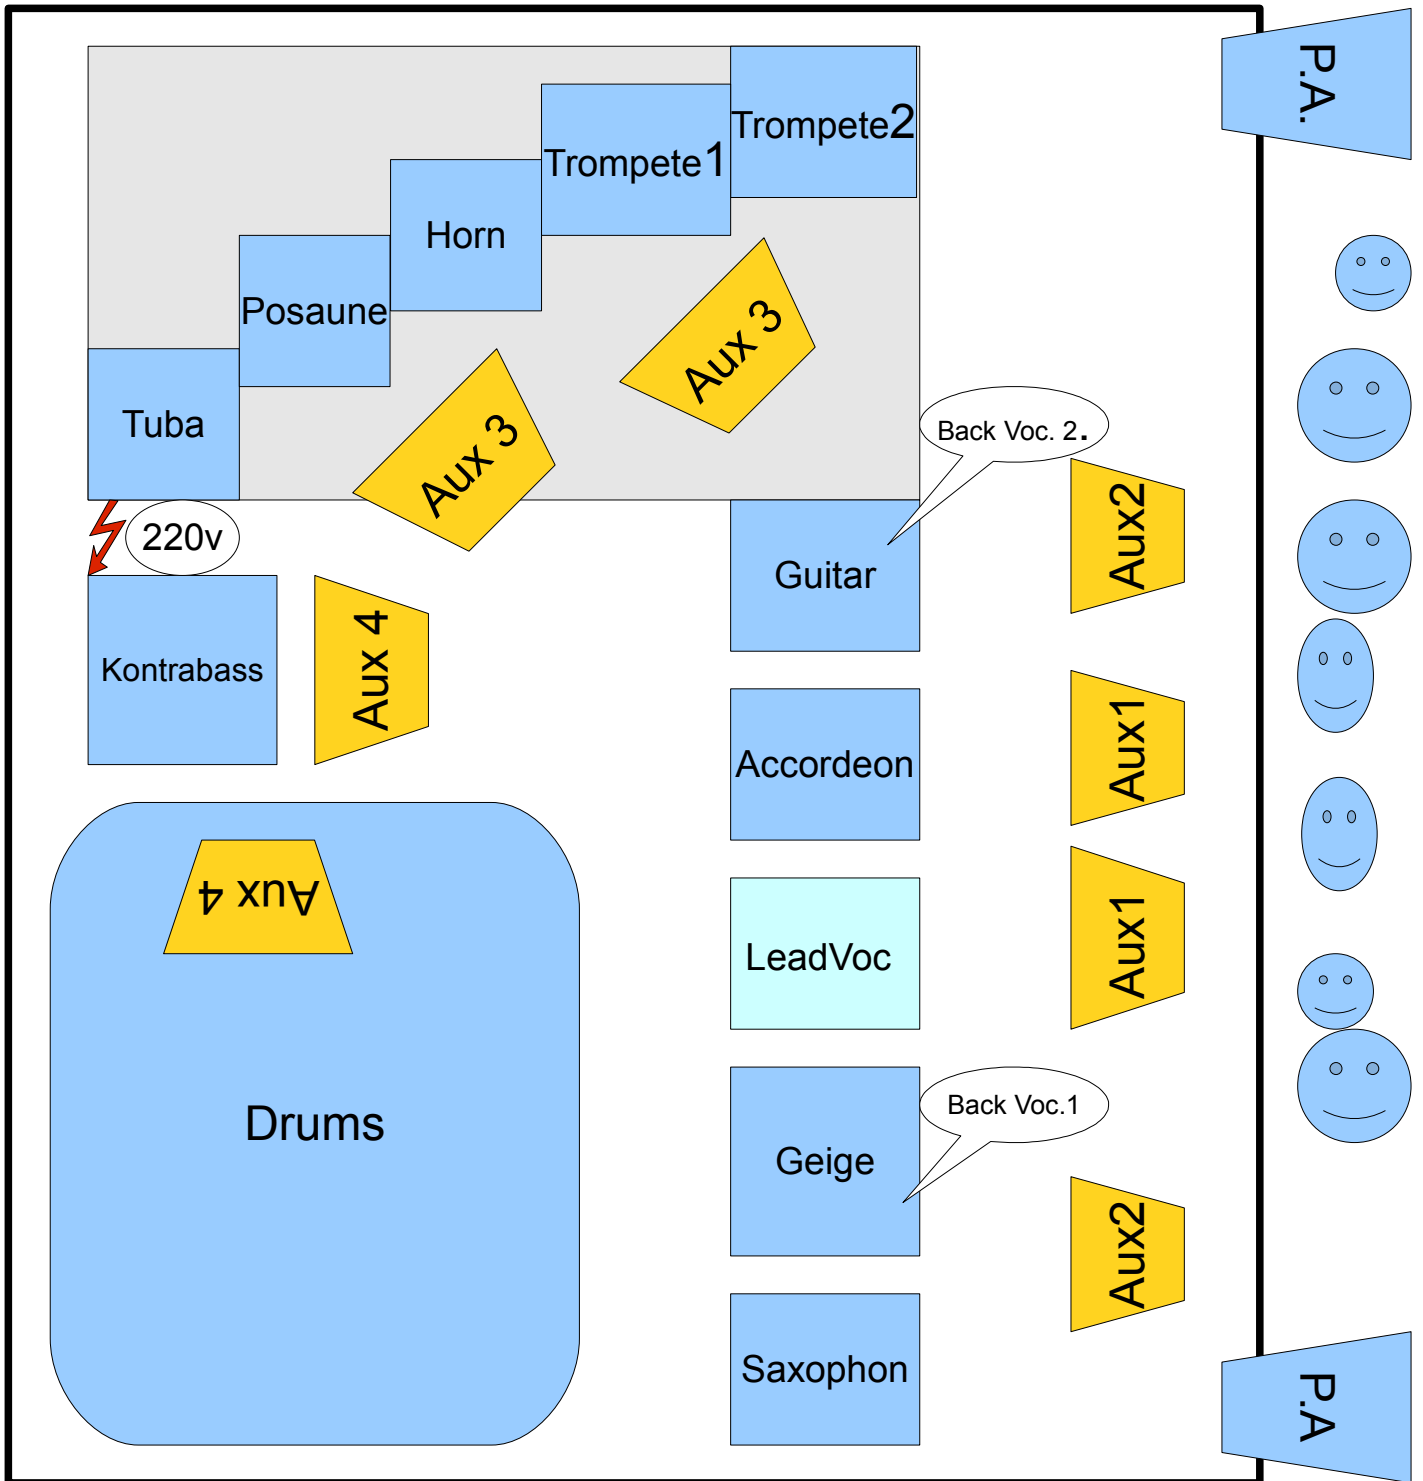 P.A.
Trompete2
Trompete1
Horn
Posaune
Tuba
Aux 3
Aux 3
Back Voc. 2.
220v
Guitar
Aux2
Kontrabass
Aux 4
Accordeon
Aux1
Aux 4
LeadVoc
Aux1
Drums
Back Voc.1
Geige
Aux2
Saxophon
P.A